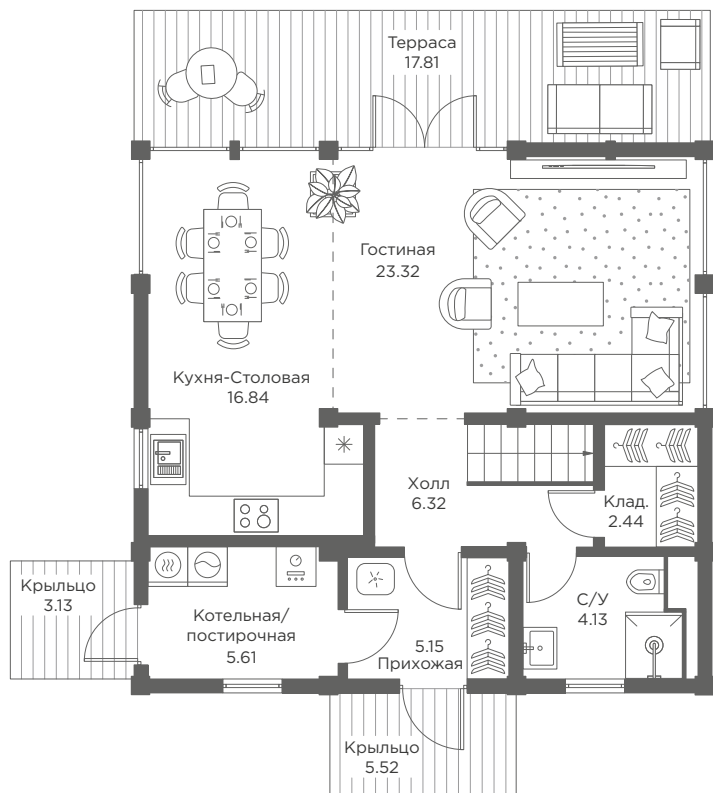 Терраса
17.81
Гостиная
23.32
Кухня-Столовая
16.84
Холл
6.32
Клад.
2.44
Крыльцо
3.13
Котельная/
постирочная
5.61
5.15
Прихожая
С/У
4.13
Крыльцо
5.52